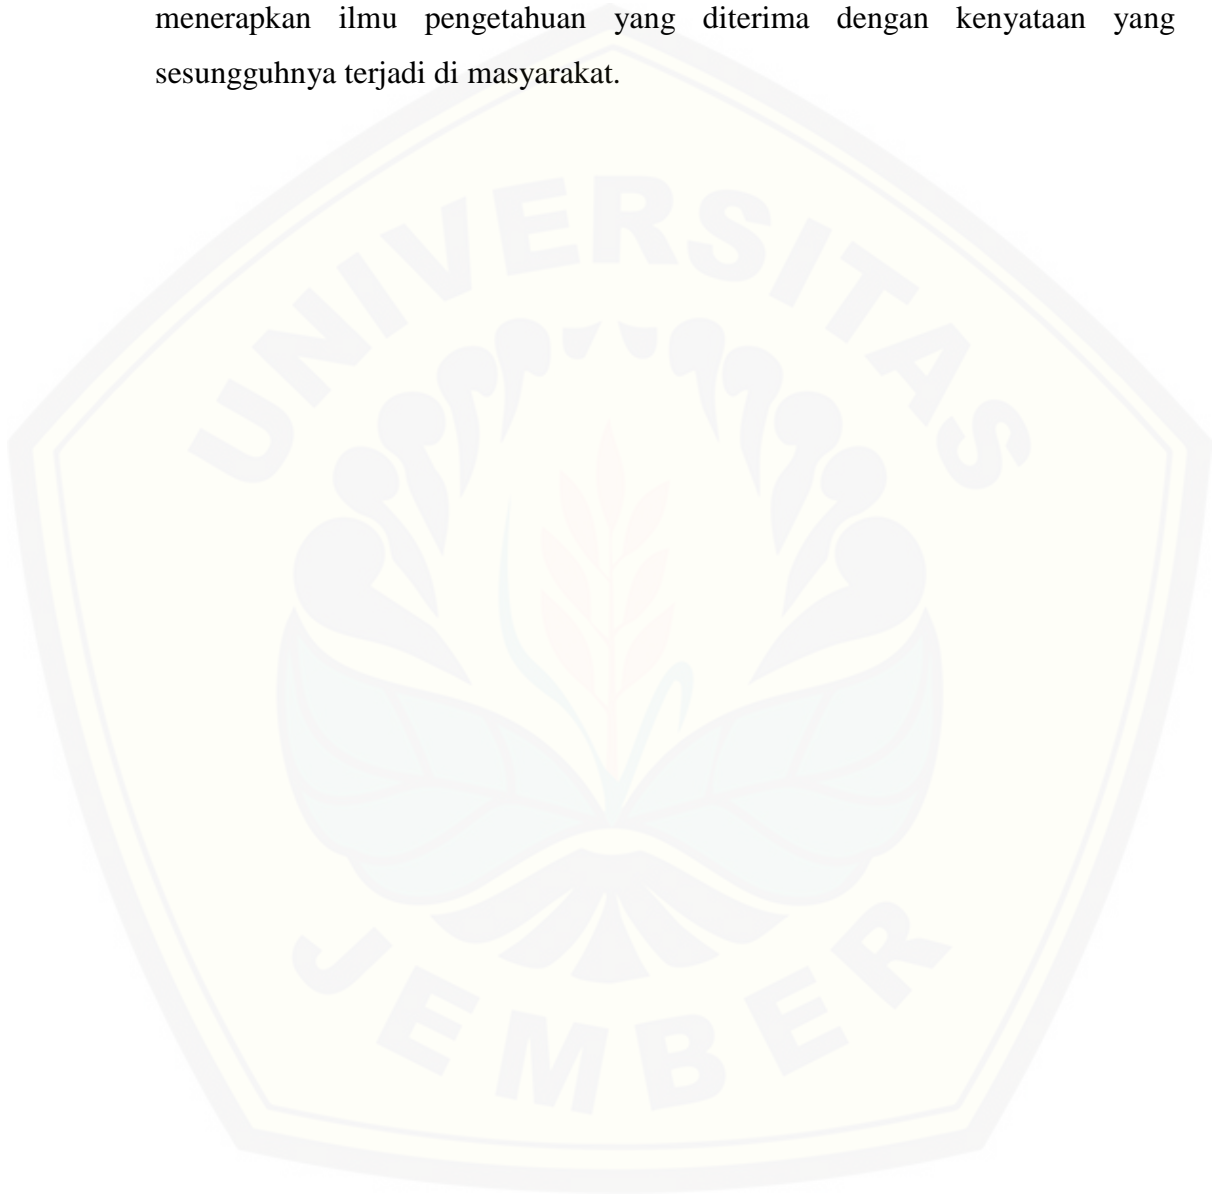 menerapkan ilmu pengetahuan yang diterima dengan kenyataan yang
sesungguhnya terjadi di masyarakat.
UNIVERSITAS
JEMBER